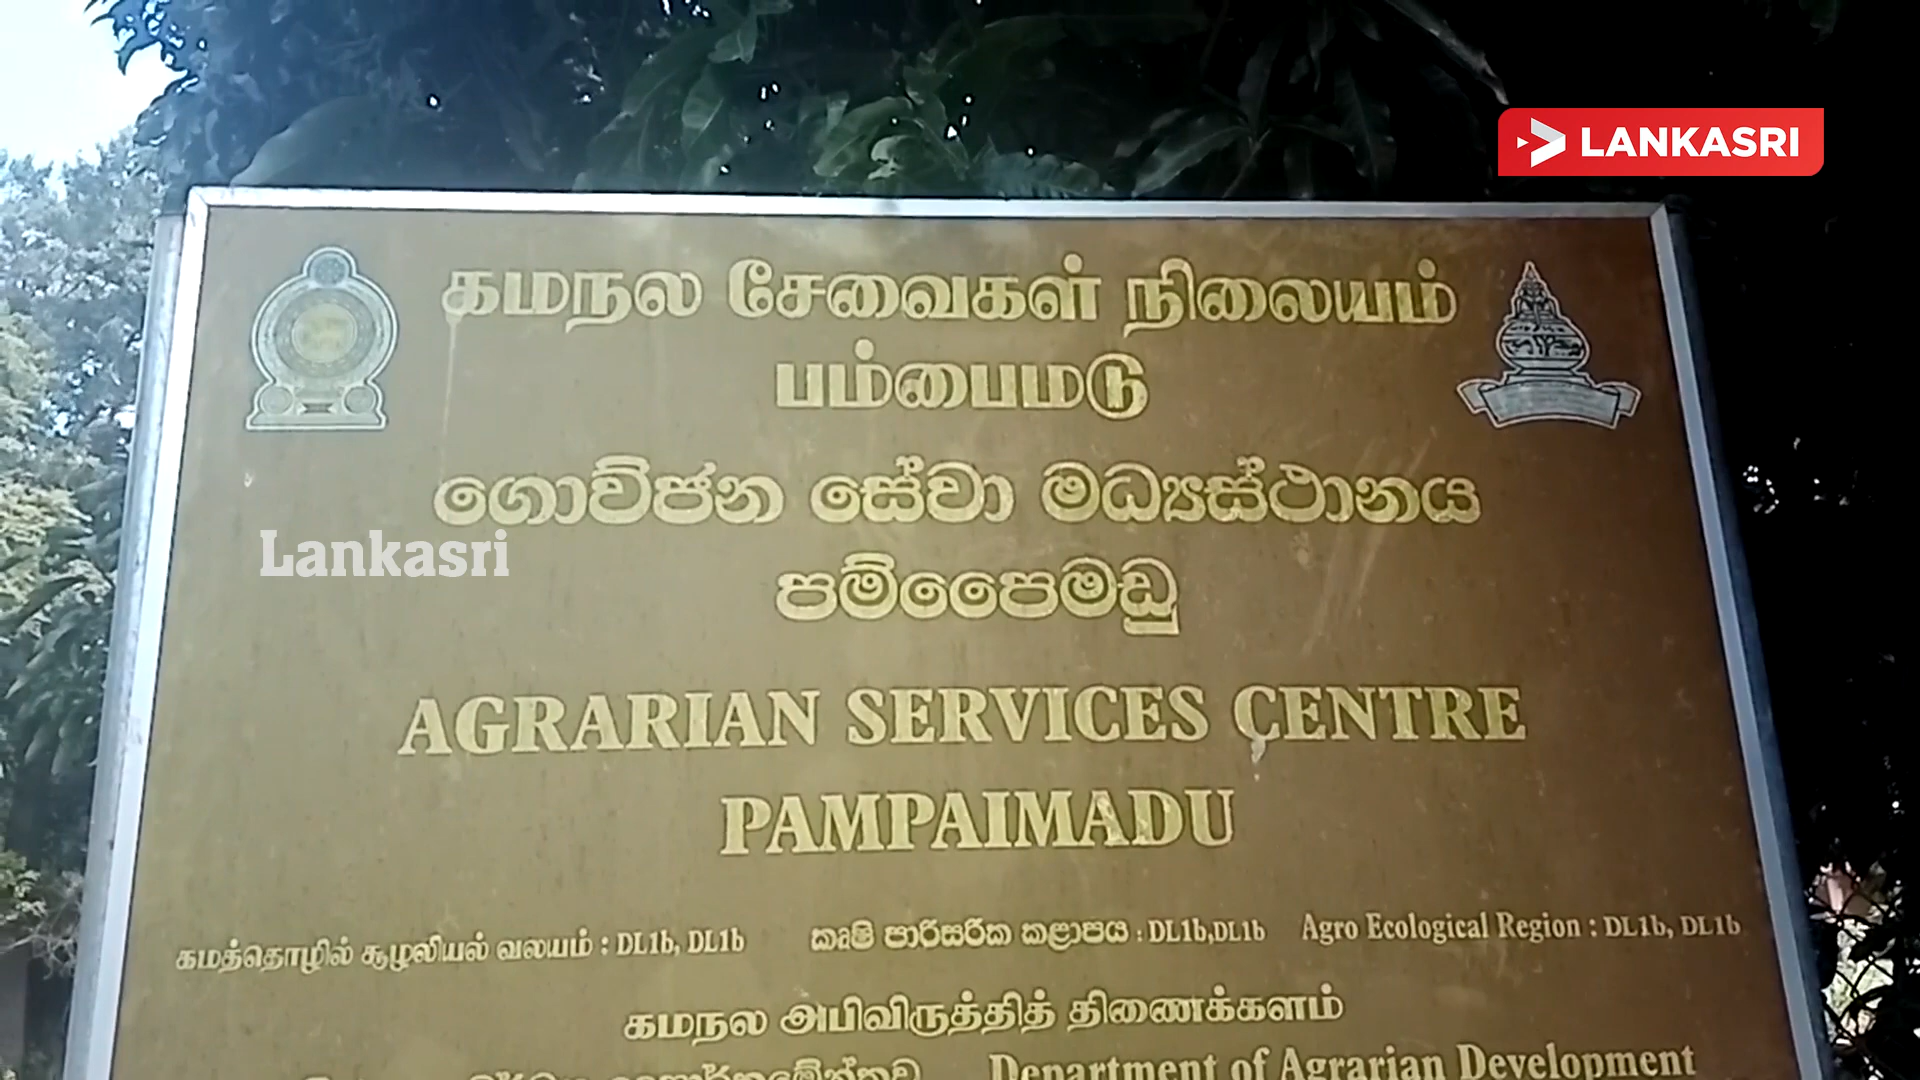 LANKASRI
கமநல சேவைகள் நிலையம்
பம்பைமடு
ගොවිජන සේවා මධ්‍යස්ථානය
Lankasri
පම්පෛමඩු
AGRARIAN SERVICES CENTRE
PAMPAIMADU
கமத்தொழில் சூழலியல் வலயம் : DL1b, DL1b කෘෂි පාරිසරික කළාපය : DL1b,DL1b Agro Ecological Region : DL1b, DL1b
கமநல அபிவிருத்தித் திணைக்களம்
Department of Agrarian Development